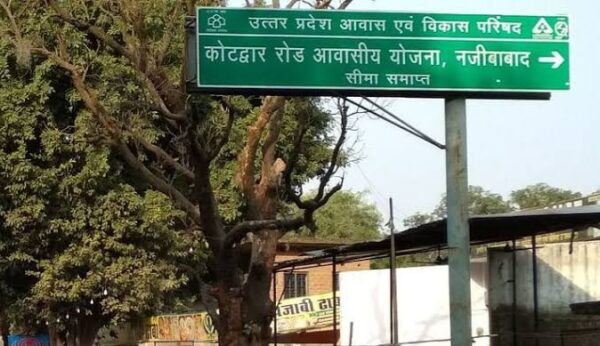 उत्तर प्रदेश आवास एवं विकास परिषद
कोटद्वार रोड आवासीय योजना, नजीबाबाद
सीमा समाप्त